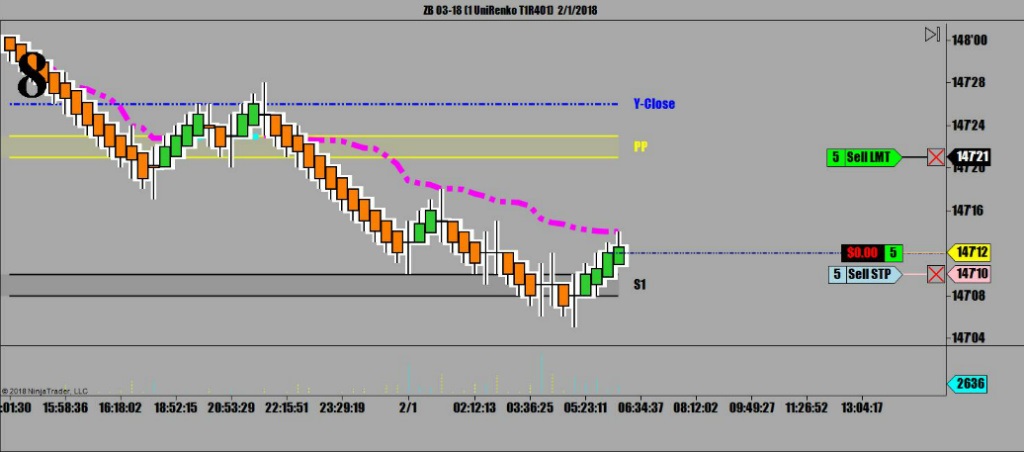 ZB 03-18 (1 UniRenko T1R401) 2/1/2018
148'00
8
14728
Y-Close
14724
PP
5 Sell LMT 14721
14720
14716
$0.00 5 14712
5 Sell STP 14710
S1
14708
14704
© 2018 NinjaTrader, LLC
2636
:01:30 15:58:36 16:18:02 18:52:15 20:53:29 22:15:51 23:29:19 2/1 02:12:13 03:36:25 05:23:11 06:34:37 08:12:02 09:49:27 11:26:52 13:04:17